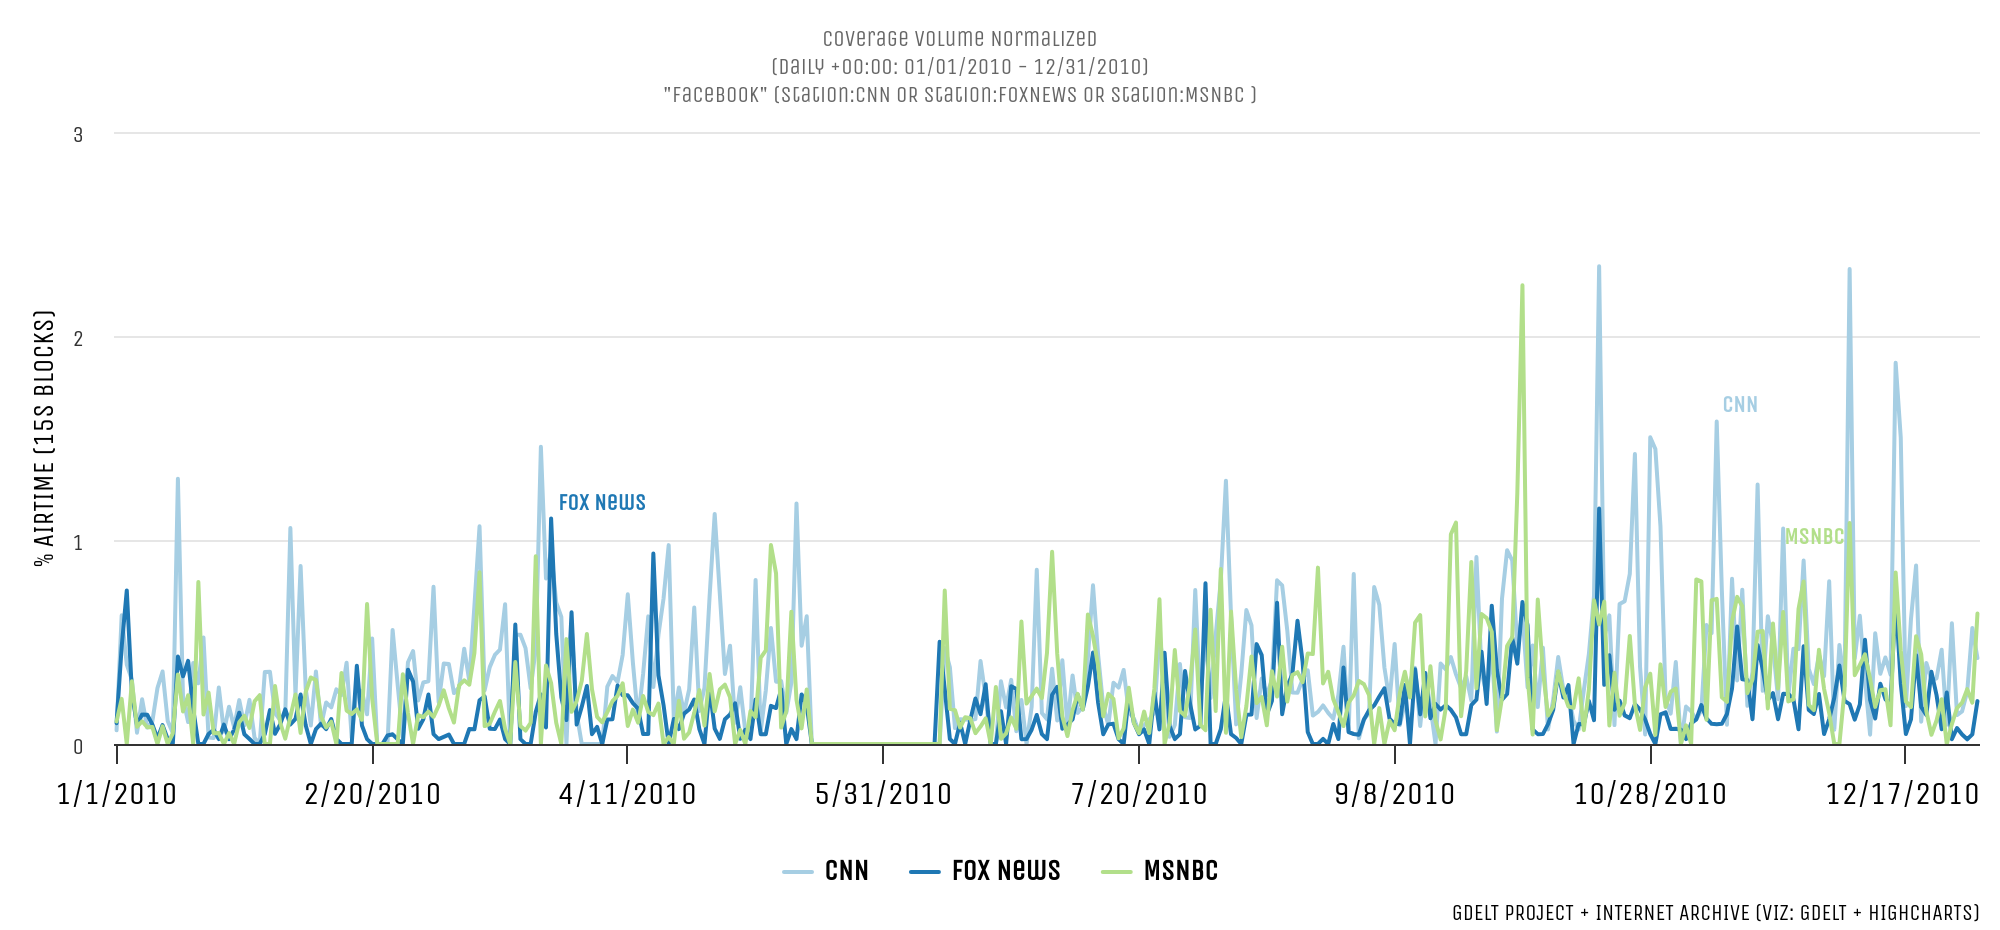 Coverage Volume Normalized
(Daily +00:00: 01/01/2010 - 12/31/2010)
"Facebook" (Station:CNN OR Station:FOXNEWS OR Station:MSNBC )
% AIRTIME (15S BLOCKS)
3
2
1
0
CNN
FOX News
MSNBC
1/1/2010 2/20/2010 4/11/2010 5/31/2010 7/20/2010 9/8/2010 10/28/2010 12/17/2010
CNN FOX News MSNBC
GDELT PROJECT + INTERNET ARCHIVE (VIZ: GDELT + HIGHCHARTS)